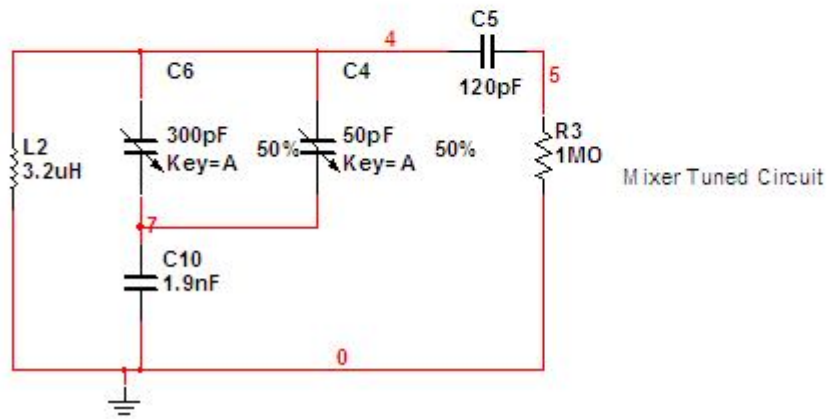 C5
4
C6
C4
5
120pF
300pF
50%
50pF
50%
R3
L2
Key=A
Key=A
1MO
3.2uH
Mixer Tuned Circuit
7
C10
1.9nF
0